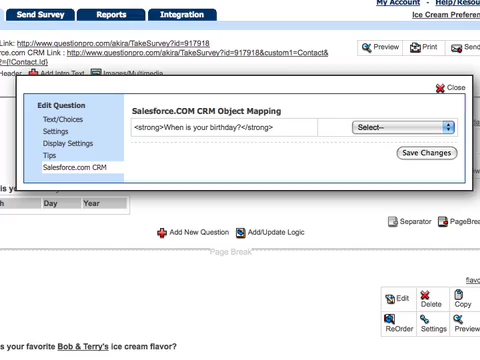 My Account - Help/Resou
Send Survey Reports Integration
Ice Cream Preferen
Link: http://www.questionpro.com/akira/TakeSurvey?id=917918
rce.com CRM Link : http://www.questionpro.com/akira/TakeSurvey?id=917918&custom1=Contact&
2={!Contact.Id}
Preview Print Send
Header Add Intro Text Images/Multimedia
Close
Edit Question
Text/Choices
Settings
Display Settings
Tips
Salesforce.com CRM
Salesforce.COM CRM Object Mapping
<strong>When is your birthday?</strong> Select--
Save Changes
is yo
h Day Year
Separator PageBrea
Add New Question Add/Update Logic
Page Break
flavo
Edit Delete Copy
ReOrder Settings Preview
s your favorite Bob & Terry's ice cream flavor?